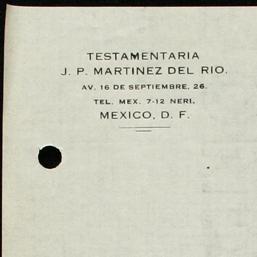 TESTAMENTARIA
J. P. MARTINEZ DEL RIO.
AV. 16 DE SEPTIEMBRE, 26.
TEL. MEX. 7-12 NERI.
MEXICO, D. F.